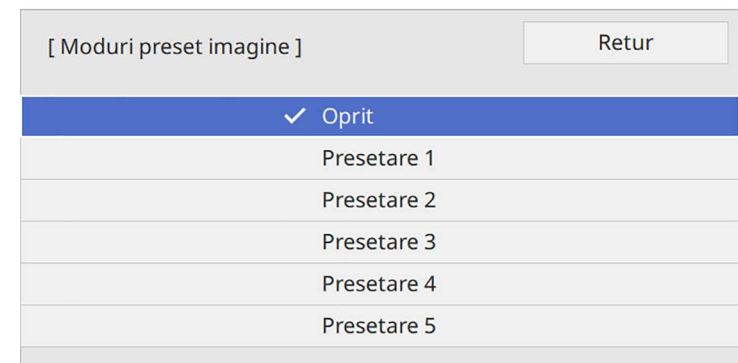 [ Moduri preset imagine ]
Retur
Oprit
Presetare 1
Presetare 2
Presetare 3
Presetare 4
Presetare 5